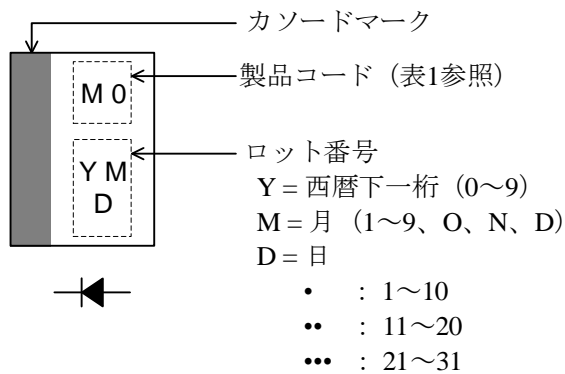 カソードマーク
M 0
製品コード（表1参照）
Y M
D
ロット番号
Y = 西暦下一桁（0～9）
M = 月（1～9、O、N、D）
D = 日
• : 1～10
•• : 11～20
••• : 21～31